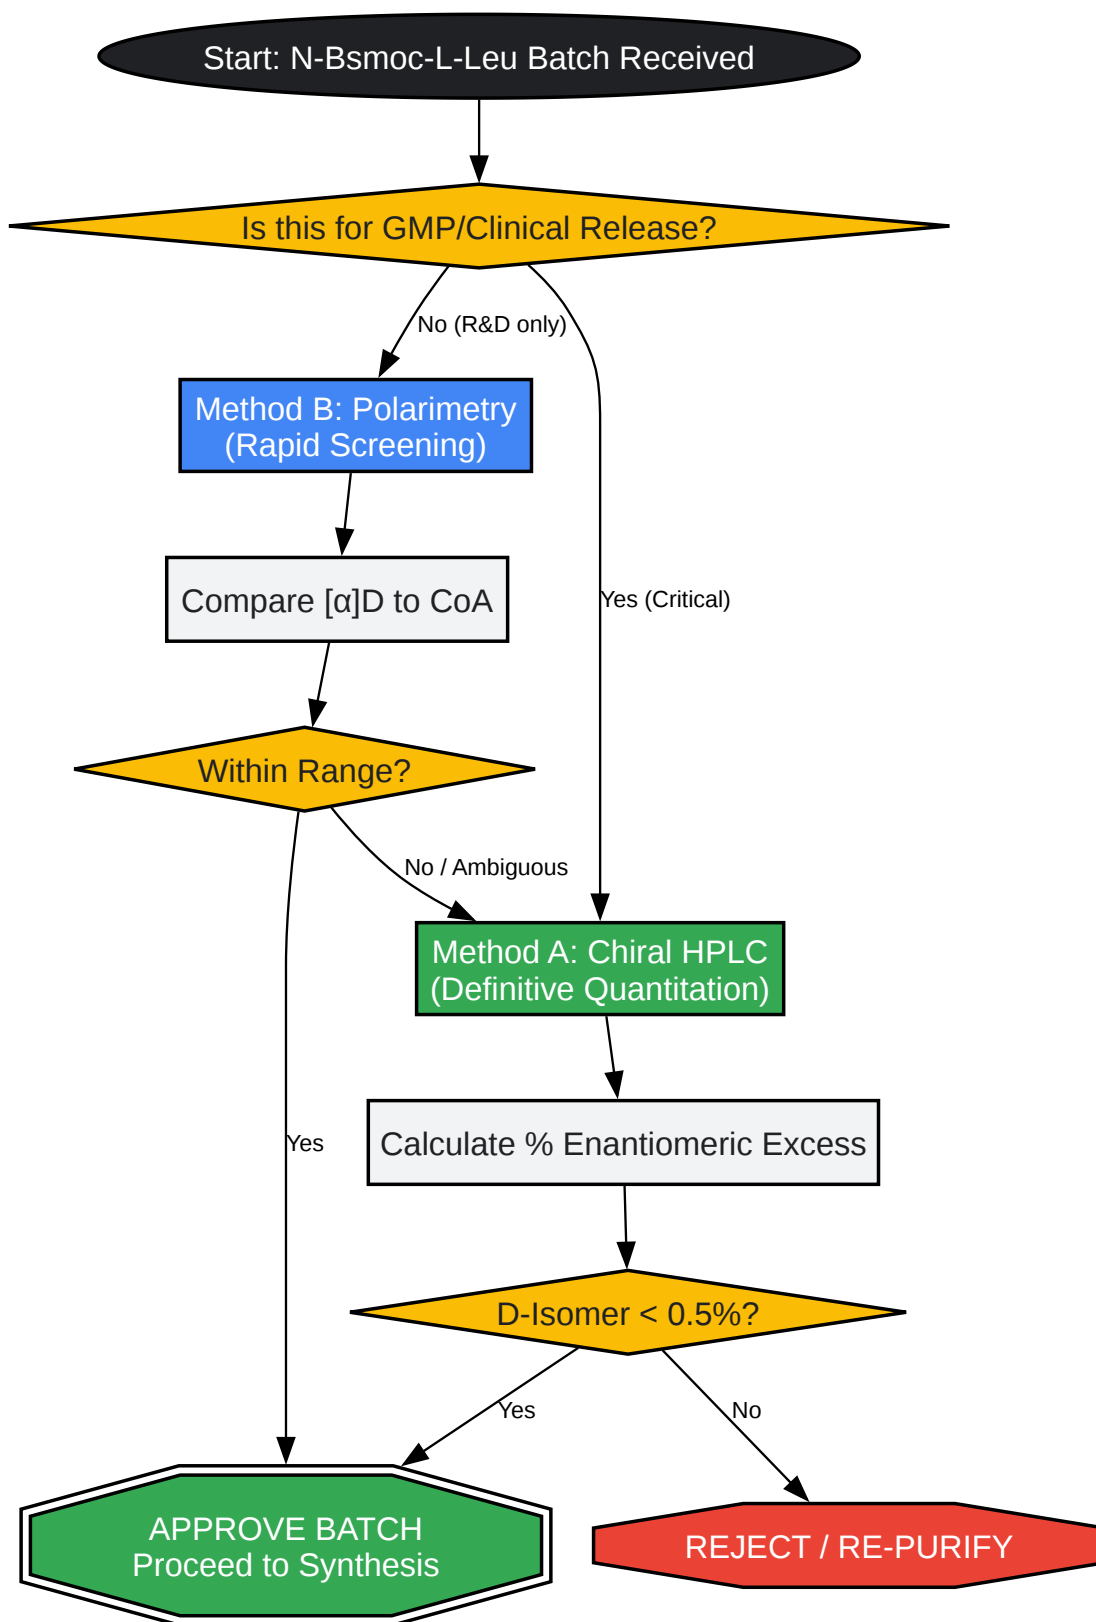 Start: N-Bsmoc-L-Leu Batch Received
Is this for GMP/Clinical Release?
No (R&D only)
Method B: Polarimetry
(Rapid Screening)
Compare [α]D to CoA
Yes (Critical)
Within Range?
No / Ambiguous
Method A: Chiral HPLC
(Definitive Quantitation)
Yes
Calculate % Enantiomeric Excess
D-Isomer < 0.5%?
Yes
No
APPROVE BATCH
Proceed to Synthesis
REJECT / RE-PURIFY